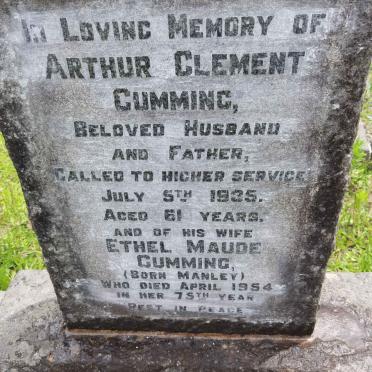 In Loving Memory of
Arthur Clement
Cumming,
Beloved Husband
and Father,
Called to Higher Service
July 5th 1935.
Aged 61 years.
and of his wife
Ethel Maude
Cumming,
(Born Manley)
Who died April 1954
in her 75th year
Rest in Peace